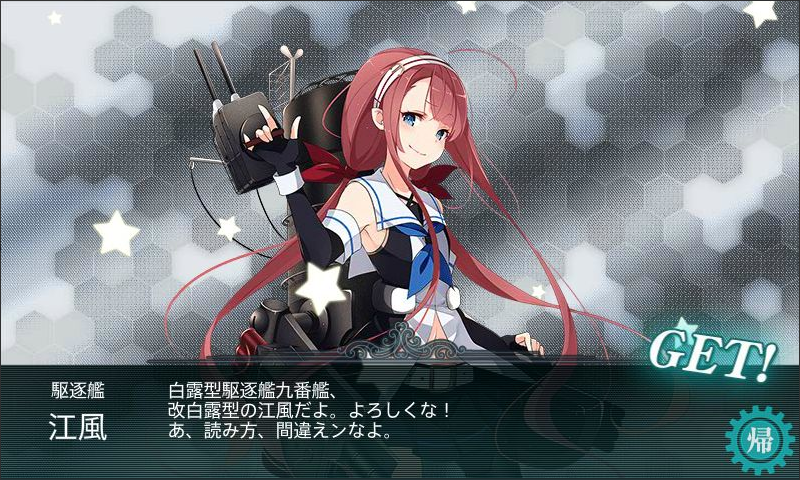 駆逐艦
江風
白露型駆逐艦九番艦、
改白露型の江風だよ。よろしくな！
あ、読み方、間違えンなよ。
GET!
帰